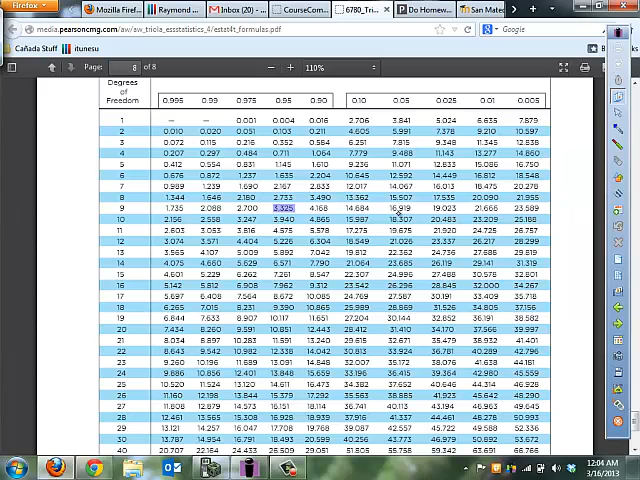 Firefox
Mozilla Firef...
Raymond ...
Inbox (20) - ...
CourseCom...
6780_Tri...
Do Homew...
San Matec
media.pearsoncmg.com/aw/aw_triola_essstatistics_4/estat4t_formulas.pdf
Google
Cañada Stuff itunesu
Page: 8 of 8 110%
Degrees
of
Freedom 0.995 0.99 0.975 0.95 0.90 0.10 0.05 0.025 0.01 0.005
1 — — 0.001 0.004 0.016 2.706 3.841 5.024 6.635 7.879
2 0.010 0.020 0.051 0.103 0.211 4.605 5.991 7.378 9.210 10.597
3 0.072 0.115 0.216 0.352 0.584 6.251 7.815 9.348 11.345 12.838
4 0.207 0.297 0.484 0.711 1.064 7.779 9.488 11.143 13.277 14.860
5 0.412 0.554 0.831 1.145 1.610 9.236 11.071 12.833 15.086 16.750
6 0.676 0.872 1.237 1.635 2.204 10.645 12.592 14.449 16.812 18.548
7 0.989 1.239 1.690 2.167 2.833 12.017 14.067 16.013 18.475 20.278
8 1.344 1.646 2.180 2.733 3.490 13.362 15.507 17.535 20.090 21.955
9 1.735 2.088 2.700 3.325 4.168 14.684 16.919 19.023 21.666 23.589
10 2.156 2.558 3.247 3.940 4.865 15.987 18.307 20.483 23.209 25.188
11 2.603 3.053 3.816 4.575 5.578 17.275 19.675 21.920 24.725 26.757
12 3.074 3.571 4.404 5.226 6.304 18.549 21.026 23.337 26.217 28.299
13 3.565 4.107 5.009 5.892 7.042 19.812 22.362 24.736 27.688 29.819
14 4.075 4.660 5.629 6.571 7.790 21.064 23.685 26.119 29.141 31.319
15 4.601 5.229 6.262 7.261 8.547 22.307 24.996 27.488 30.578 32.801
16 5.142 5.812 6.908 7.962 9.312 23.542 26.296 28.845 32.000 34.267
17 5.697 6.408 7.564 8.672 10.085 24.769 27.587 30.191 33.409 35.718
18 6.265 7.015 8.231 9.390 10.865 25.989 28.869 31.526 34.805 37.156
19 6.844 7.633 8.907 10.117 11.651 27.204 30.144 32.852 36.191 38.582
20 7.434 8.260 9.591 10.851 12.443 28.412 31.410 34.170 37.566 39.997
21 8.034 8.897 10.283 11.591 13.240 29.615 32.671 35.479 38.932 41.401
22 8.643 9.542 10.982 12.338 14.042 30.813 33.924 36.781 40.289 42.796
23 9.260 10.196 11.689 13.091 14.848 32.007 35.172 38.076 41.638 44.181
24 9.886 10.856 12.401 13.848 15.659 33.196 36.415 39.364 42.980 45.559
25 10.520 11.524 13.120 14.611 16.473 34.382 37.652 40.646 44.314 46.928
26 11.160 12.198 13.844 15.379 17.292 35.563 38.885 41.923 45.642 48.290
27 11.808 12.879 14.573 16.151 18.114 36.741 40.113 43.194 46.963 49.645
28 12.461 13.565 15.308 16.928 18.939 37.916 41.337 44.461 48.278 50.993
29 13.121 14.257 16.047 17.708 19.768 39.087 42.557 45.722 49.588 52.336
30 13.787 14.954 16.791 18.493 20.599 40.256 43.773 46.979 50.892 53.672
40 20.707 22.164 24.433 26.509 29.051 51.805 55.758 59.342 63.691 66.766
12:04 AM
3/16/2013